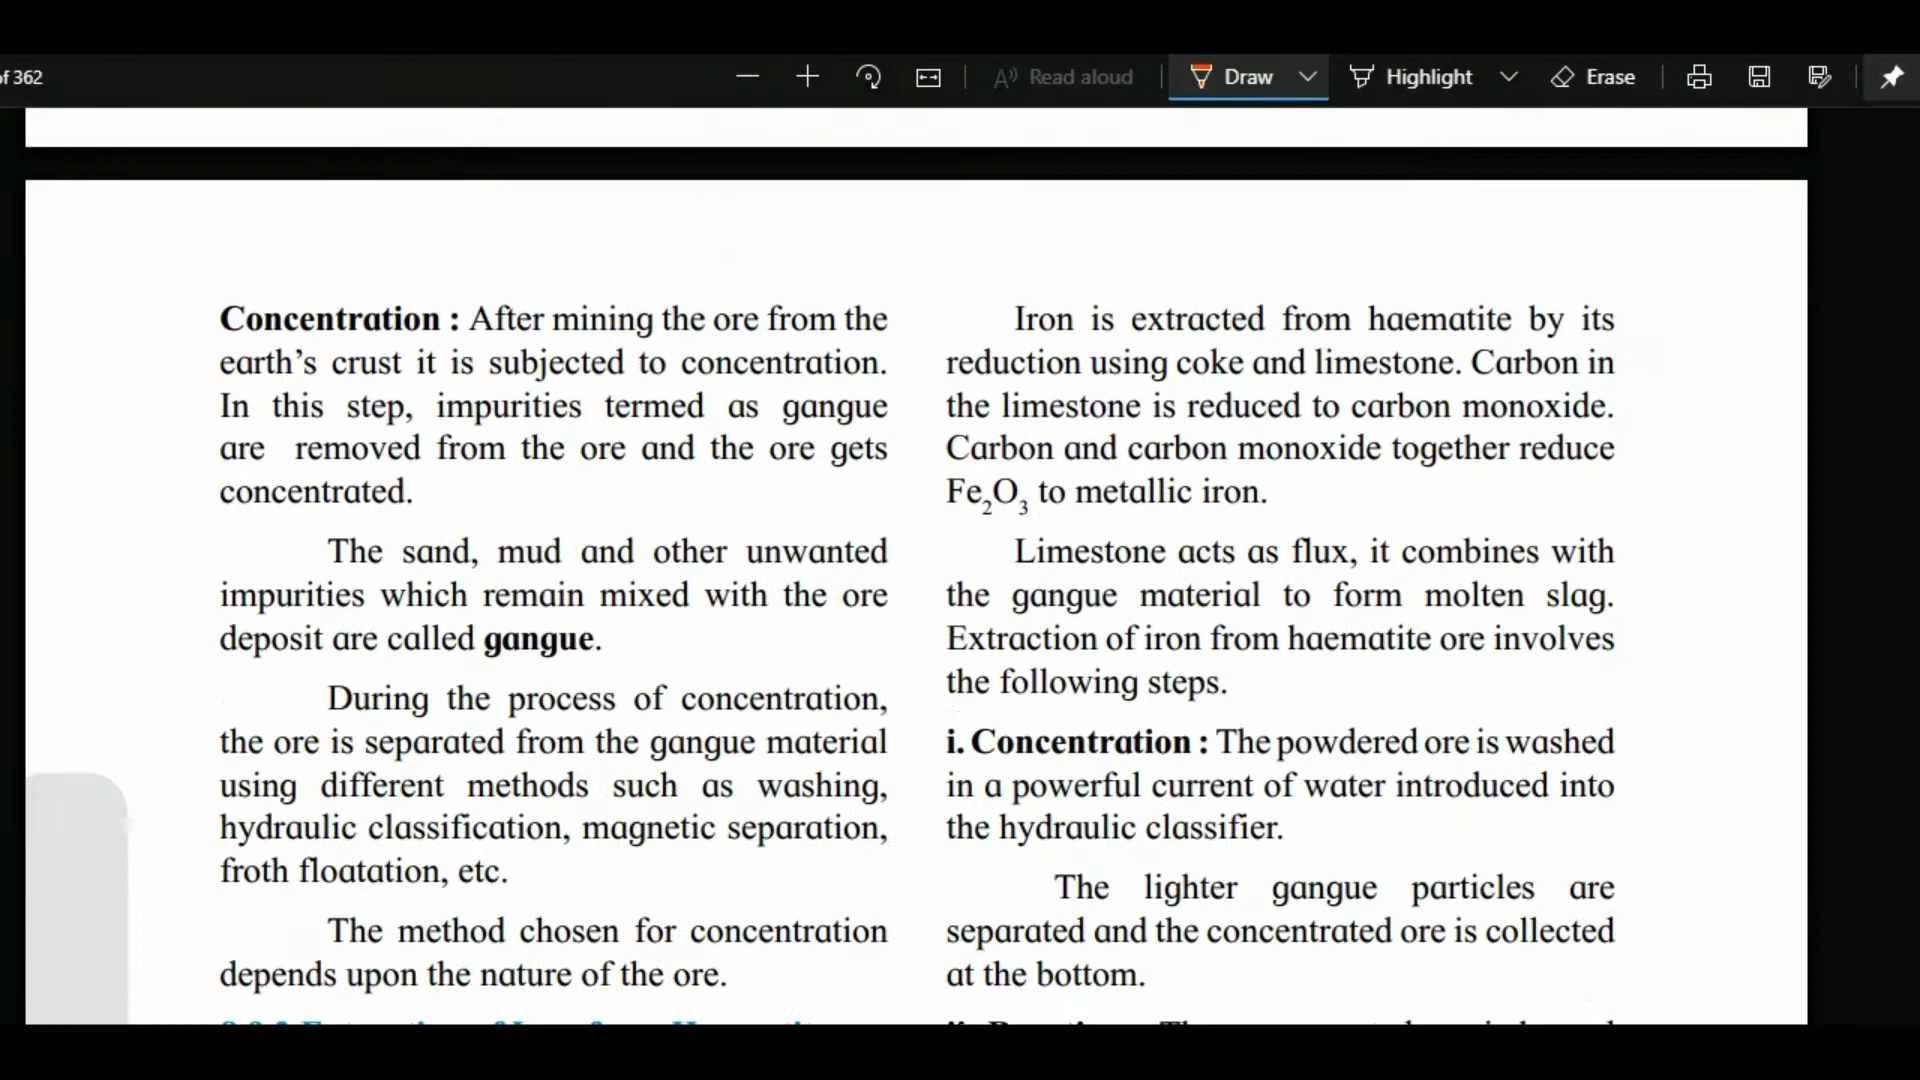 of 362
Read aloud
Draw
Highlight
Erase
Concentration : After mining the ore from the
earth’s crust it is subjected to concentration.
In this step, impurities termed as gangue
are removed from the ore and the ore gets
concentrated.
The sand, mud and other unwanted
impurities which remain mixed with the ore
deposit are called gangue.
During the process of concentration,
the ore is separated from the gangue material
using different methods such as washing,
hydraulic classification, magnetic separation,
froth floatation, etc.
The method chosen for concentration
depends upon the nature of the ore.
Iron is extracted from haematite by its
reduction using coke and limestone. Carbon in
the limestone is reduced to carbon monoxide.
Carbon and carbon monoxide together reduce
Fe₂O₃ to metallic iron.
Limestone acts as flux, it combines with
the gangue material to form molten slag.
Extraction of iron from haematite ore involves
the following steps.
i. Concentration : The powdered ore is washed
in a powerful current of water introduced into
the hydraulic classifier.
The lighter gangue particles are
separated and the concentrated ore is collected
at the bottom.